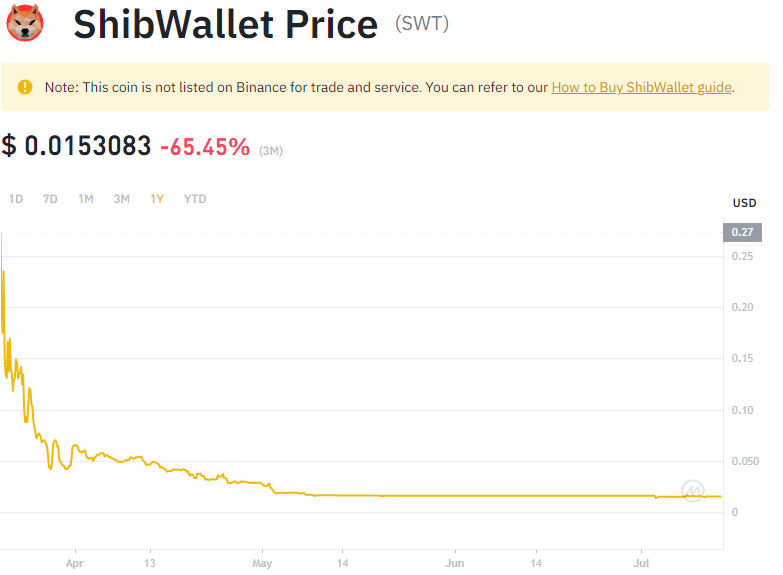 ShibWallet Price (SWT)
Note: This coin is not listed on Binance for trade and service. You can refer to our How to Buy ShibWallet guide.
$ 0.0153083 -65.45% (3M)
1D 7D 1M 3M 1Y YTD
USD
0.27
0.25
0.20
0.15
0.10
0.050
0
Apr 13 May 14 Jun 14 Jul